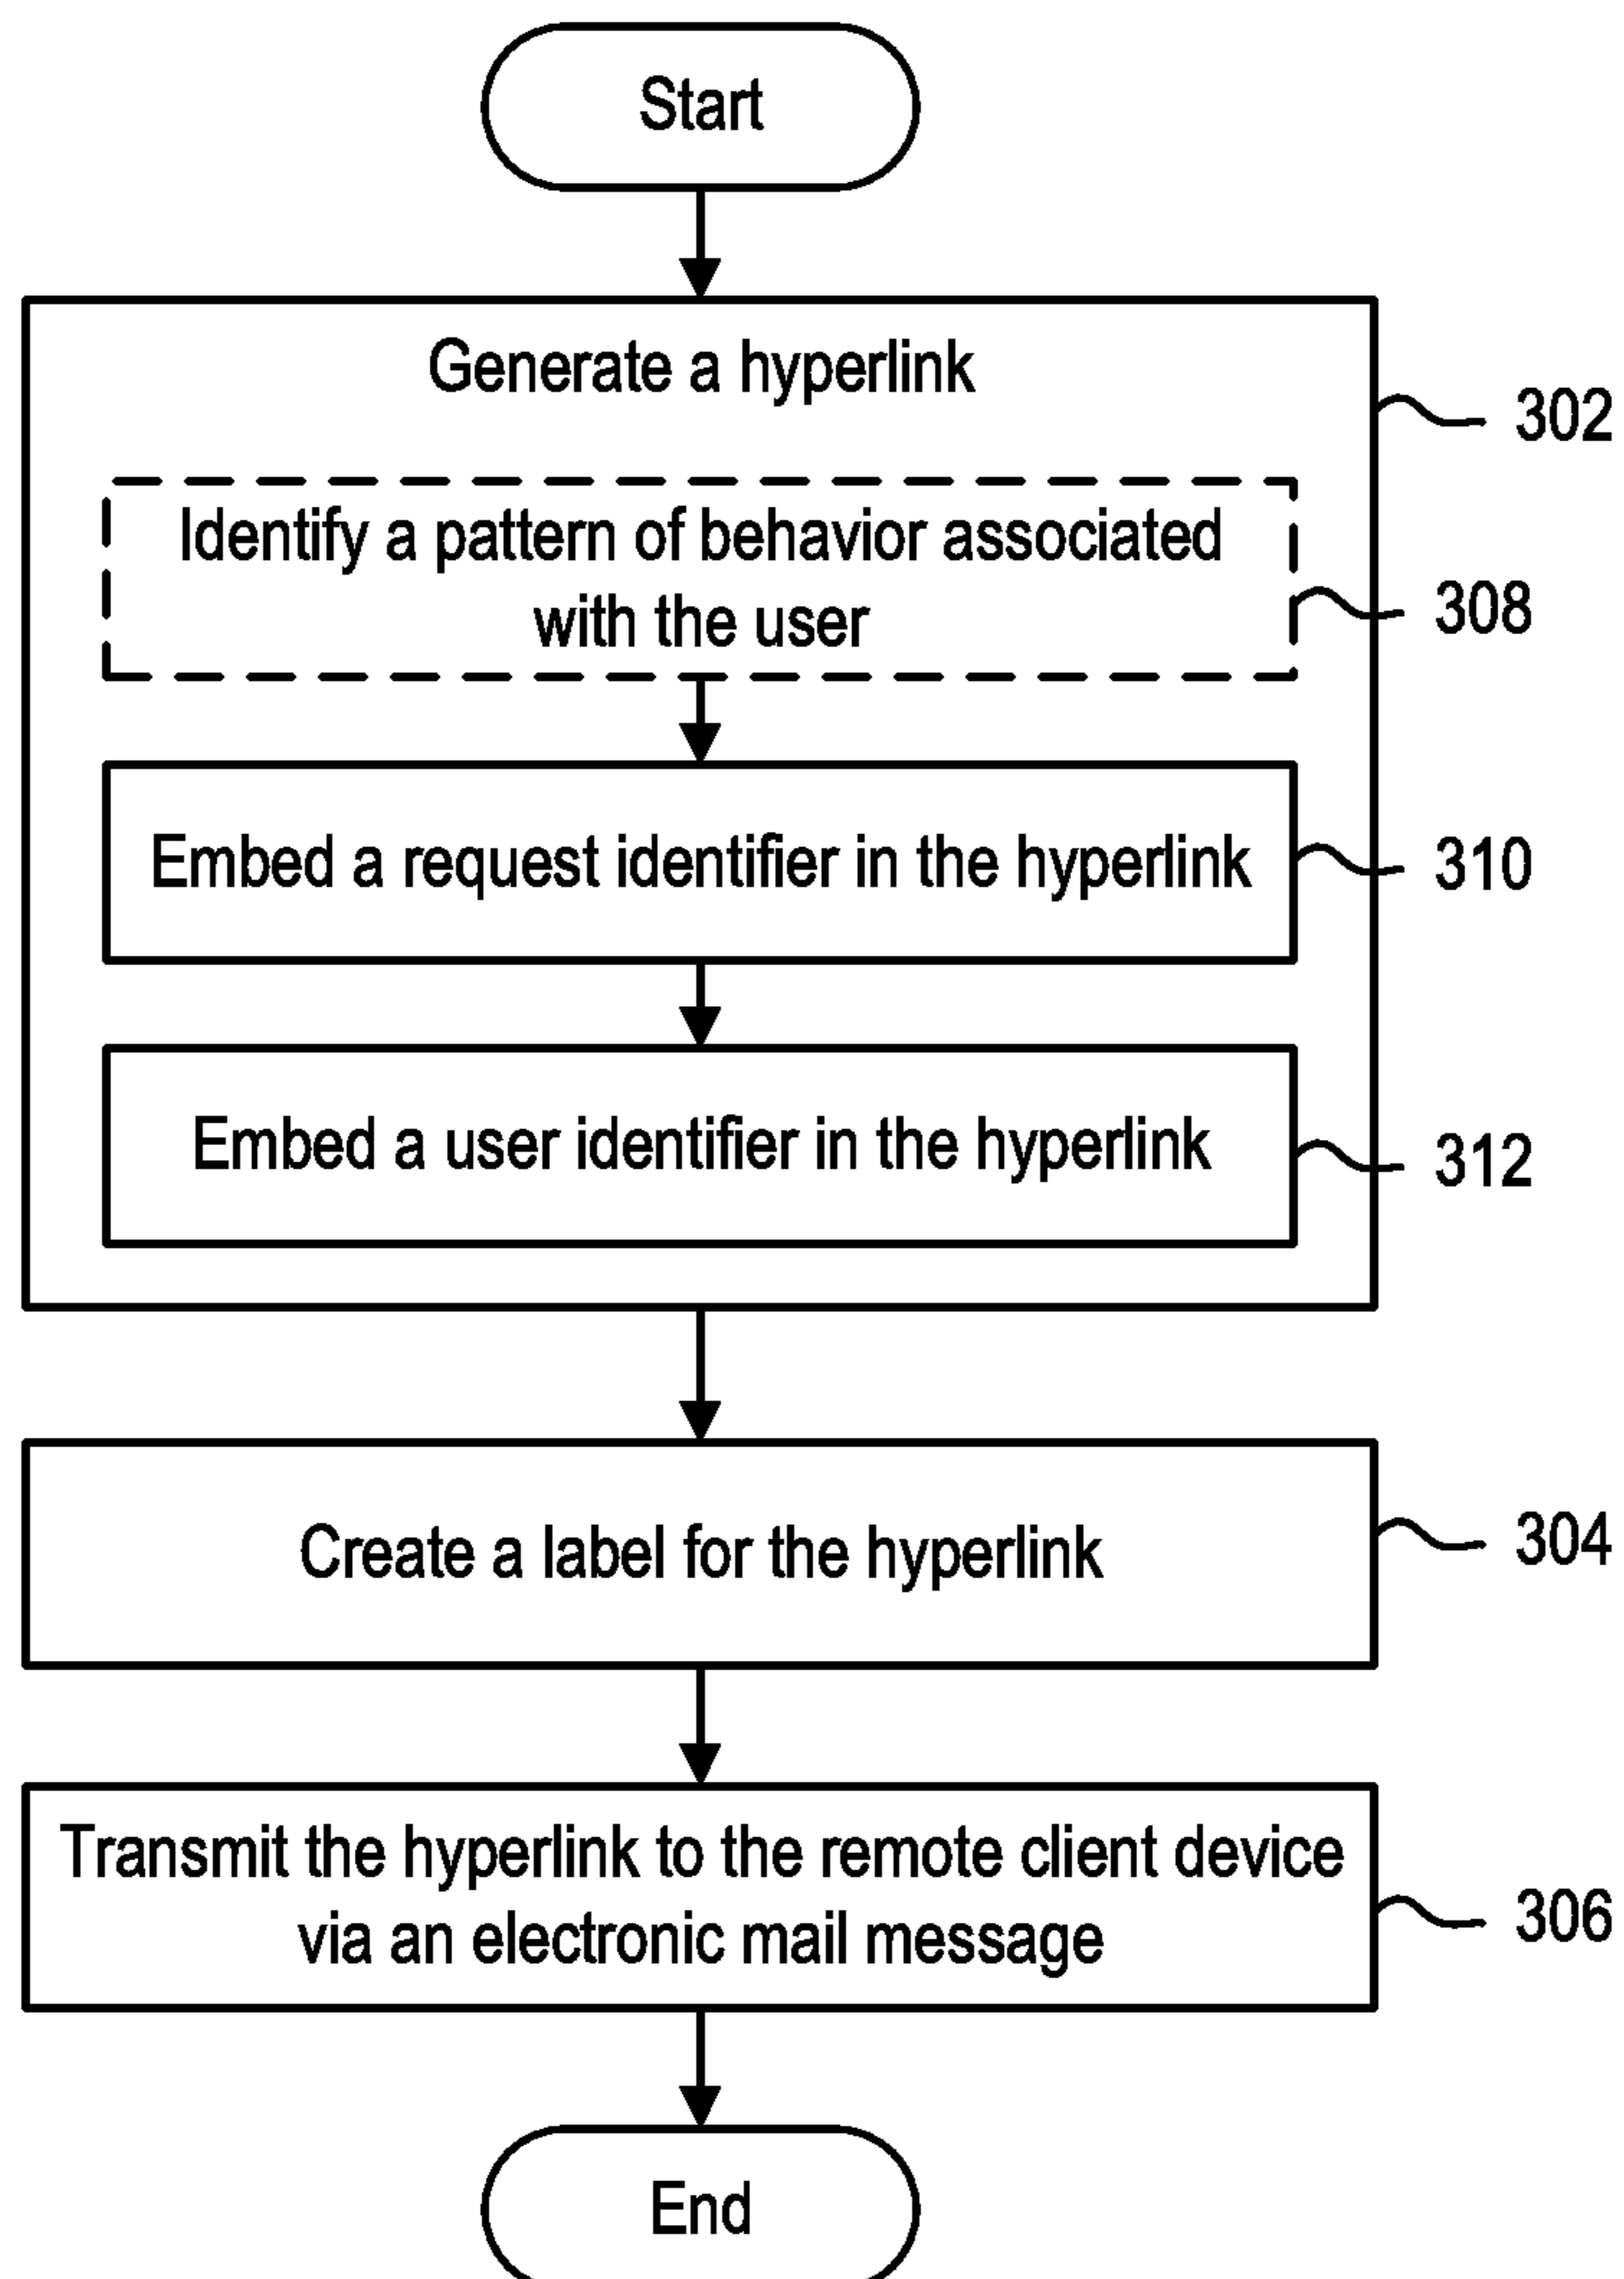 Start
Generate a hyperlink
302
Identify a pattern of behavior associated
with the user
308
Embed a request identifier in the hyperlink
310
Embed a user identifier in the hyperlink
312
Create a label for the hyperlink
304
Transmit the hyperlink to the remote client device
via an electronic mail message
306
End